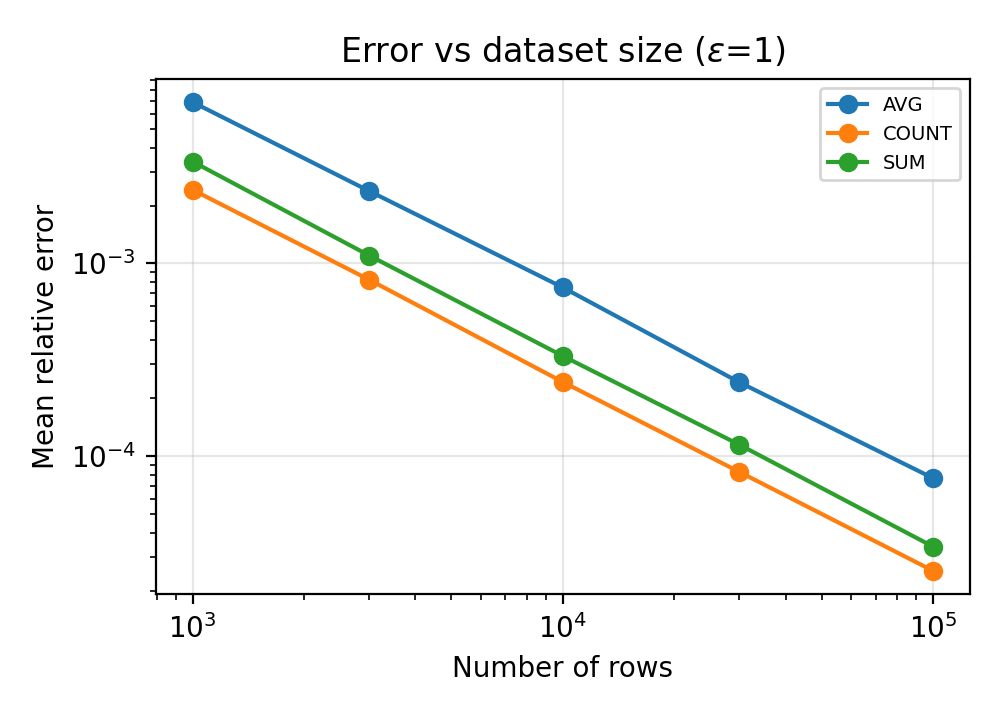 Error vs dataset size (ε=1)
AVG
COUNT
SUM
Mean relative error
10⁻³
10⁻⁴
10³ 10⁴ 10⁵
Number of rows